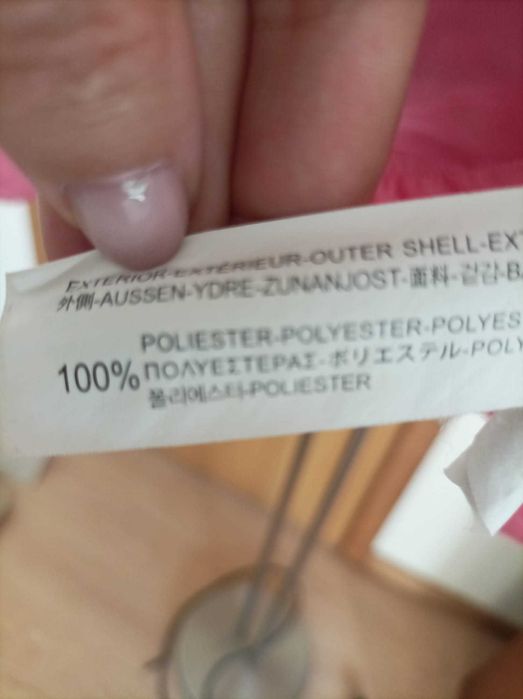 EXTERIOR-EXTÉRIEUR-OUTER SHELL-EX
外側-AUSSEN-YDRE-ZUNANJOST-面料-겉감-B
POLIESTER-POLYESTER-POLYES
100% ΠΟΛΥΕΣΤΕΡΑΣ-ポリエステル-POLY
폴리에스터-POLIESTER